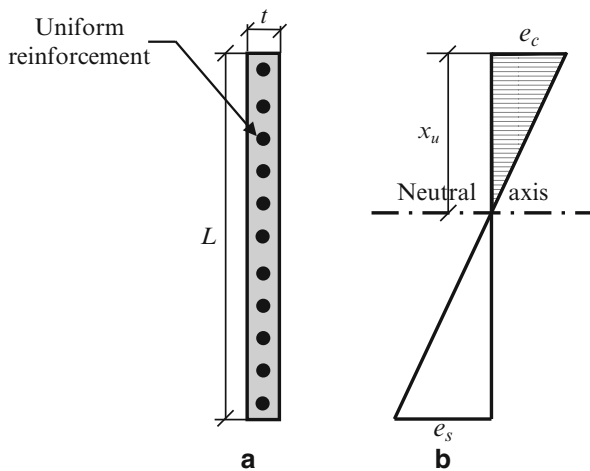 Uniform
reinforcement
t
L
a
e_c
x_u
Neutral axis
e_s
b